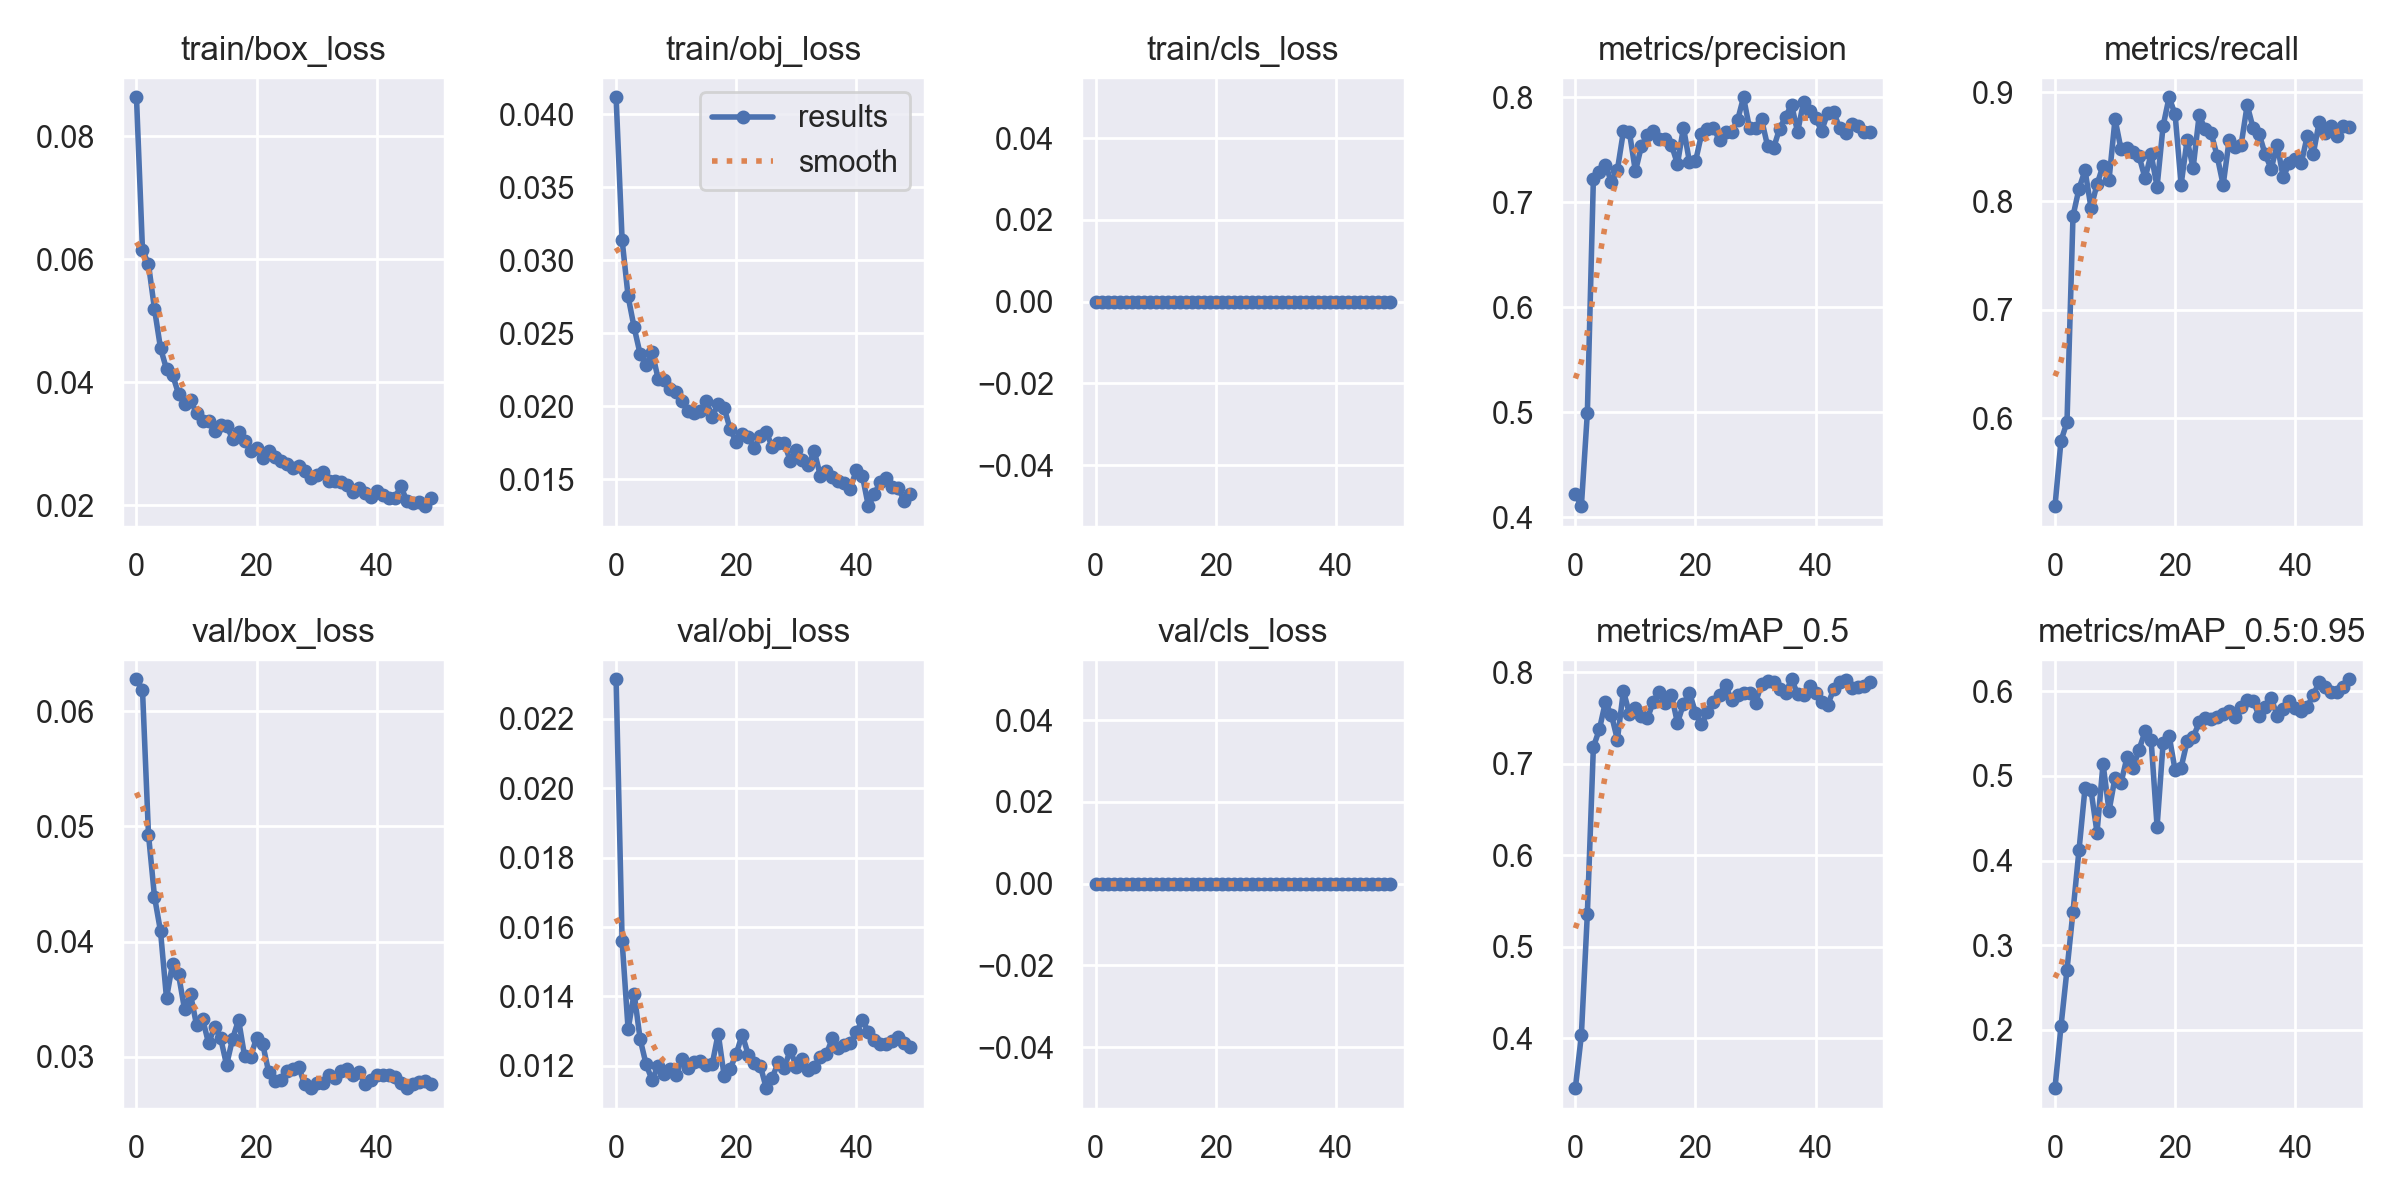 train/box_loss
0.08
0.06
0.04
0.02
0 20 40
train/obj_loss
results
smooth
0.040
0.035
0.030
0.025
0.020
0.015
0 20 40
train/cls_loss
0.04
0.02
0.00
−0.02
−0.04
0 20 40
metrics/precision
0.8
0.7
0.6
0.5
0.4
0 20 40
metrics/recall
0.9
0.8
0.7
0.6
0 20 40
val/box_loss
0.06
0.05
0.04
0.03
0 20 40
val/obj_loss
0.022
0.020
0.018
0.016
0.014
0.012
0 20 40
val/cls_loss
0.04
0.02
0.00
−0.02
−0.04
0 20 40
metrics/mAP_0.5
0.8
0.7
0.6
0.5
0.4
0 20 40
metrics/mAP_0.5:0.95
0.6
0.5
0.4
0.3
0.2
0 20 40